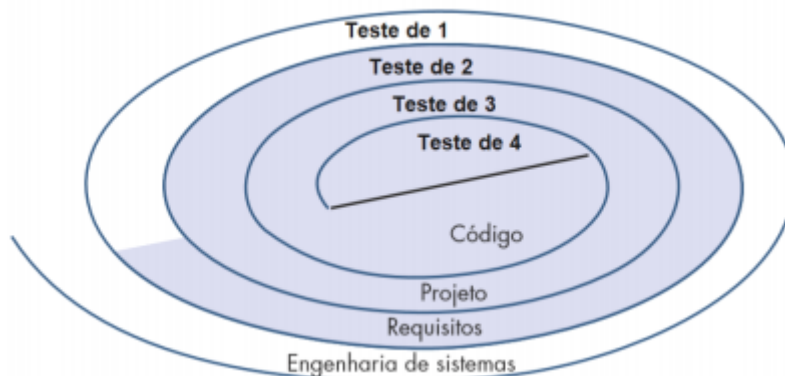 Teste de 1
Teste de 2
Teste de 3
Teste de 4
Código
Projeto
Requisitos
Engenharia de sistemas